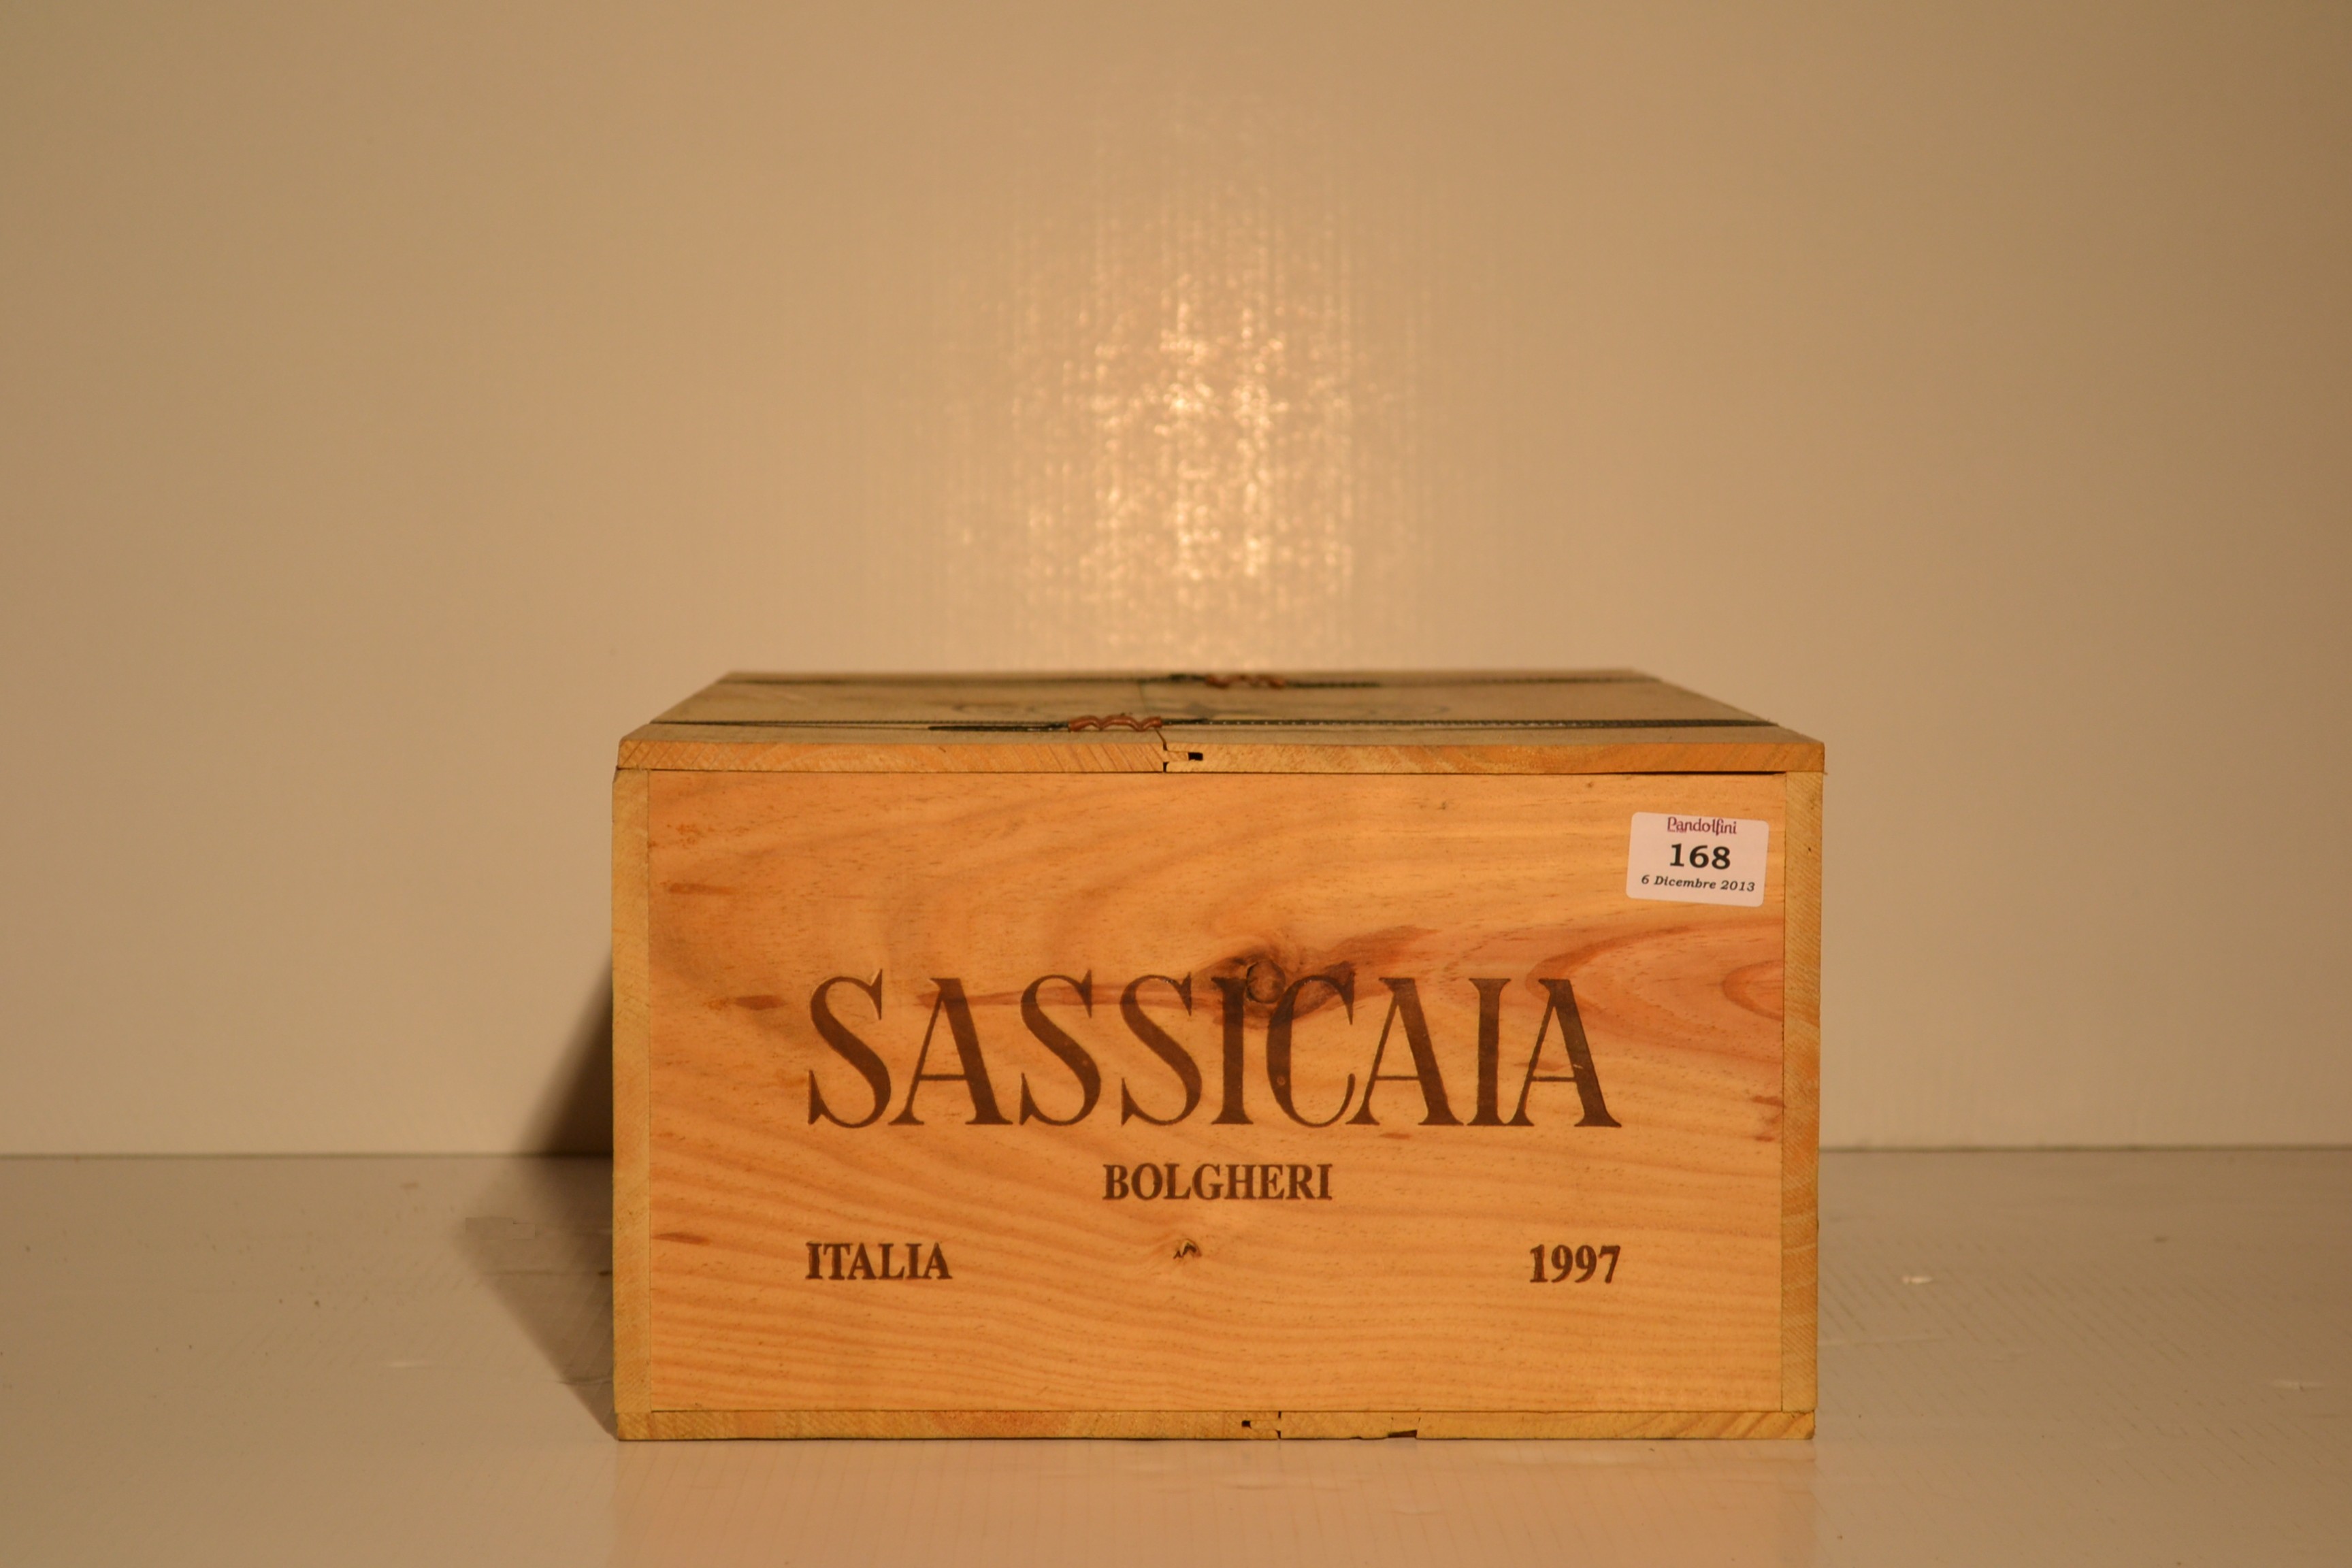 Pandolfini
168
6 Dicembre 2013
SASSICAIA
BOLGHERI
ITALIA 1997